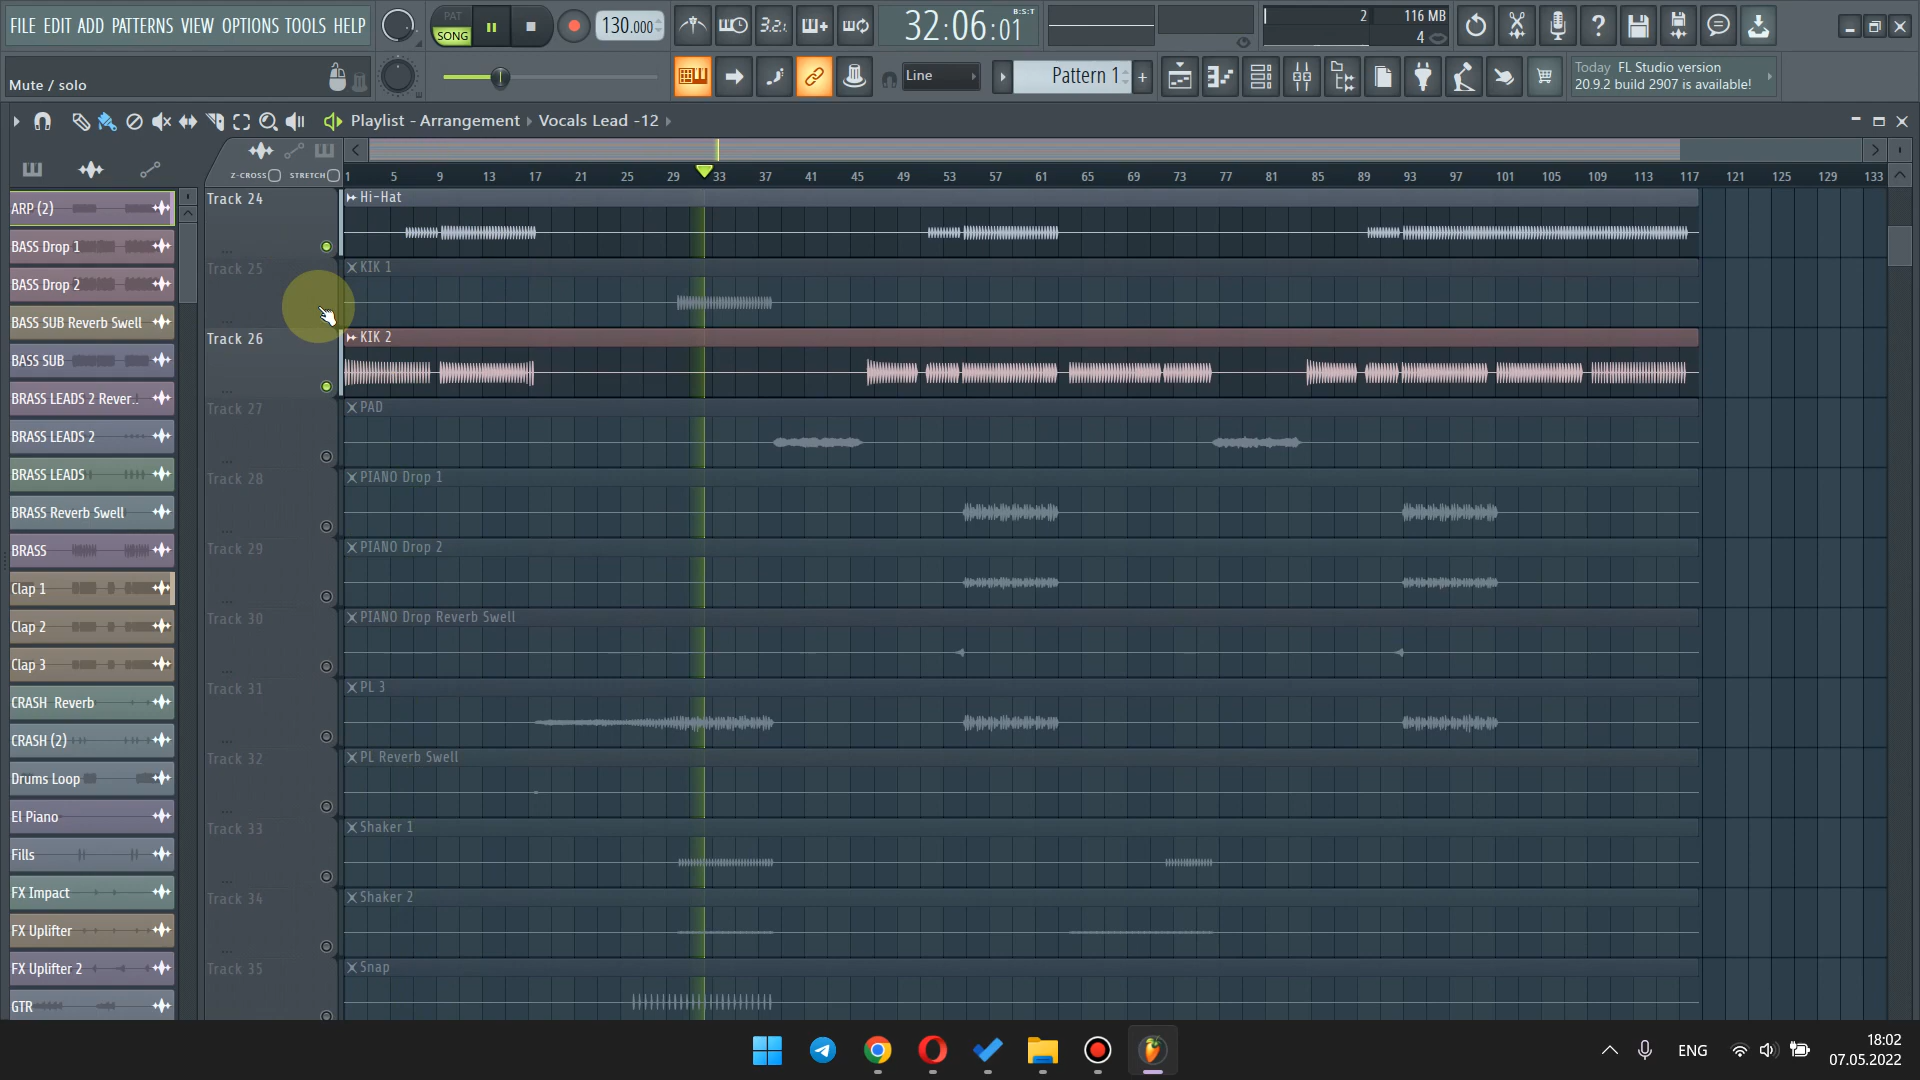 FILE EDIT ADD PATTERNS VIEW OPTIONS TOOLS HELP
PAT
SONG
130.000
3.2.
32:06:01
B:S:T
2
116 MB
4
Mute / solo
Line
Pattern 1
+
Today FL Studio version
20.9.2 build 2907 is available!
Playlist - Arrangement
Vocals Lead -12
Z-CROSS
STRETCH
1 5 9 13 17 21 25 29 33 37 41 45 49 53 57 61 65 69 73 77 81 85 89 93 97 101 105 109 113 117 121 125 129 133
ARP (2)
BASS Drop 1
BASS Drop 2
BASS SUB Reverb Swell
BASS SUB
BRASS LEADS 2 Rever..
BRASS LEADS 2
BRASS LEADS
BRASS Reverb Swell
BRASS
Clap 1
Clap 2
Clap 3
CRASH Reverb
CRASH (2)
Drums Loop
El Piano
Fills
FX Impact
FX Uplifter
FX Uplifter 2
GTR
Track 24
Hi-Hat
Track 25
KIK 1
Track 26
KIK 2
Track 27
PAD
Track 28
PIANO Drop 1
Track 29
PIANO Drop 2
Track 30
PIANO Drop Reverb Swell
Track 31
PL 3
Track 32
PL Reverb Swell
Track 33
Shaker 1
Track 34
Shaker 2
Track 35
Snap
ENG
18:02
07.05.2022